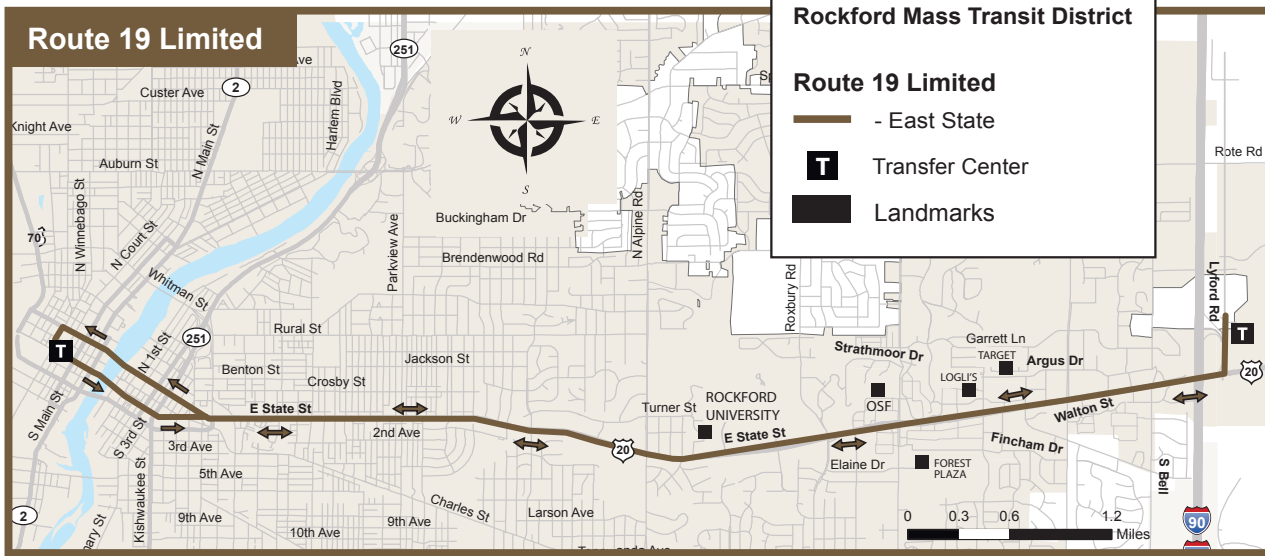 Route 19 Limited
Rockford Mass Transit District
Route 19 Limited
- East State
T Transfer Center
Landmarks
251
Ave
2
Custer Ave
Knight Ave
Auburn St
N Main St
Harlem Blvd
N
W
E
S
N Winnebago St
N Court St
70
Whitman St
Parkview Ave
Buckingham Dr
Brendenwood Rd
N Alpine Rd
Roxbury Rd
Rote Rd
Lyford Rd
T
N 1st St
251
Rural St
Jackson St
Benton St
Crosby St
E State St
2nd Ave
3rd Ave
5th Ave
S Main St
S 3rd St
Kishwaukee St
9th Ave
10th Ave
9th Ave
Charles St
Larson Ave
2
20
Turner St
ROCKFORD
UNIVERSITY
E State St
Strathmoor Dr
OSF
Garrett Ln
TARGET
LOGLI'S
Argus Dr
Walton St
Elaine Dr
FOREST
PLAZA
Fincham Dr
S Bell
T
20
90
0 0.3 0.6 1.2
Miles